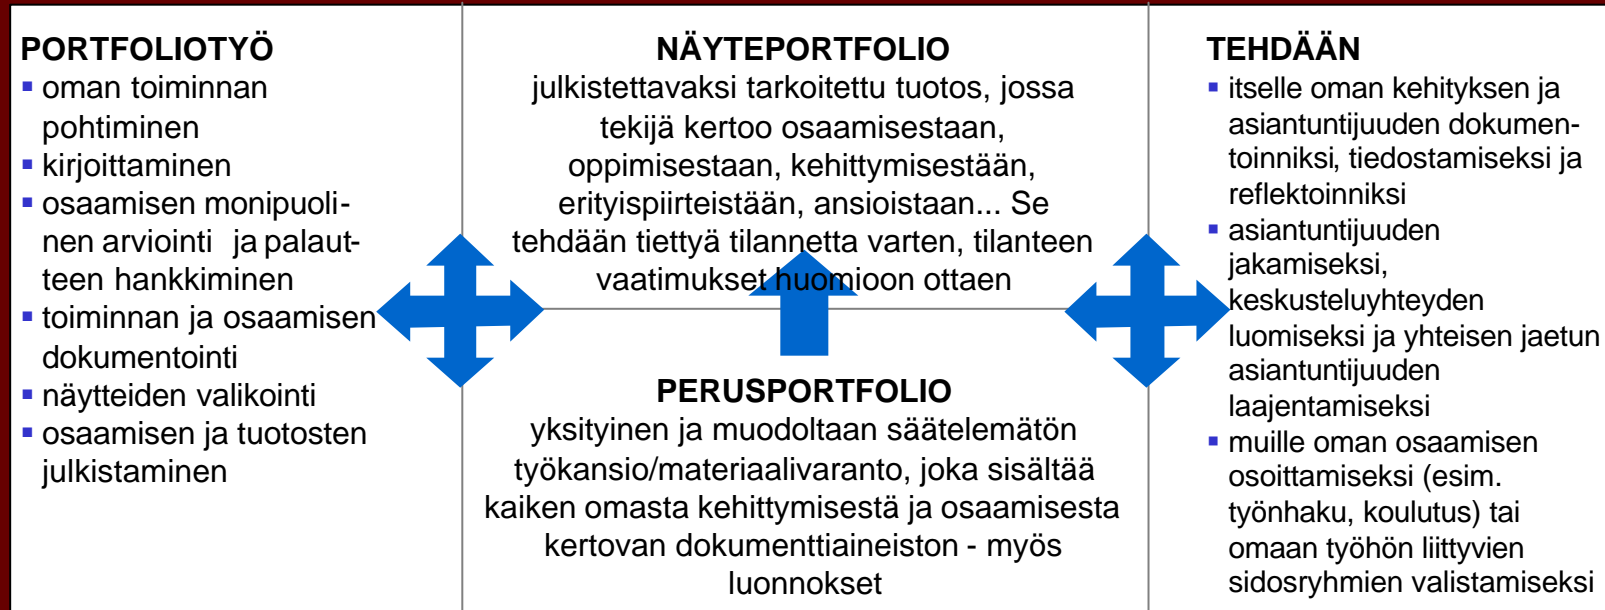 PORTFOLIOTYÖ
▪ oman toiminnan
pohtiminen
▪ kirjoittaminen
▪ osaamisen monipuoli-
nen arviointi ja palaut-
teen hankkiminen
▪ toiminnan ja osaamisen
dokumentointi
▪ näytteiden valikointi
▪ osaamisen ja tuotosten
julkistaminen
NÄYTEPORTFOLIO
julkistettavaksi tarkoitettu tuotos, jossa
tekijä kertoo osaamisestaan,
oppimisestaan, kehittymisestään,
erityispiirteistään, ansioistaan... Se
tehdään tiettyä tilannetta varten, tilanteen
vaatimukset huomioon ottaen
PERUSPORTFOLIO
yksityinen ja muodoltaan säätelemätön
työkansio/materiaalivaranto, joka sisältää
kaiken omasta kehittymisestä ja osaamisesta
kertovan dokumenttiaineiston - myös
luonnokset
TEHDÄÄN
▪ itselle oman kehityksen ja
asiantuntijuuden dokumen-
toinniksi, tiedostamiseksi ja
reflektoinniksi
▪ asiantuntijuuden
jakamiseksi,
keskusteluyhteyden
luomiseksi ja yhteisen jaetun
asiantuntijuuden
laajentamiseksi
▪ muille oman osaamisen
osoittamiseksi (esim.
työnhaku, koulutus) tai
omaan työhön liittyvien
sidosryhmien valistamiseksi